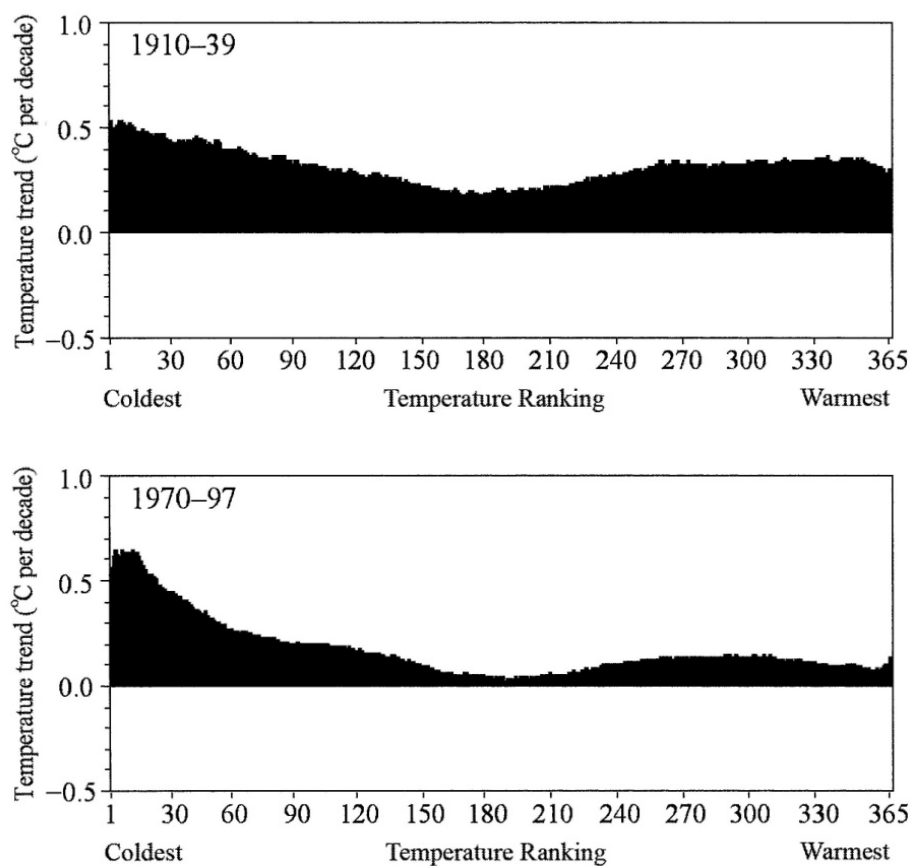 Temperature trend (°C per decade)
1910–39
1.0
0.5
0.0
–0.5
1 30 60 90 120 150 180 210 240 270 300 330 365
Coldest Temperature Ranking Warmest
Temperature trend (°C per decade)
1970–97
1.0
0.5
0.0
–0.5
1 30 60 90 120 150 180 210 240 270 300 330 365
Coldest Temperature Ranking Warmest